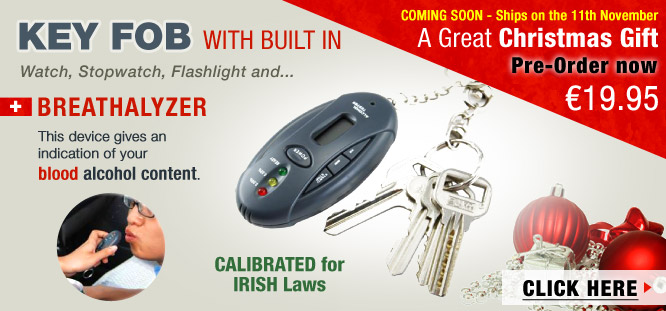 KEY FOB WITH BUILT IN
Watch, Stopwatch, Flashlight and...
BREATHALYZER
This device gives an
indication of your
blood alcohol content.
COMING SOON - Ships on the 11th November
A Great Christmas Gift
Pre-Order now
€19.95
POWER
CALIBRATED for
IRISH Laws
CLICK HERE